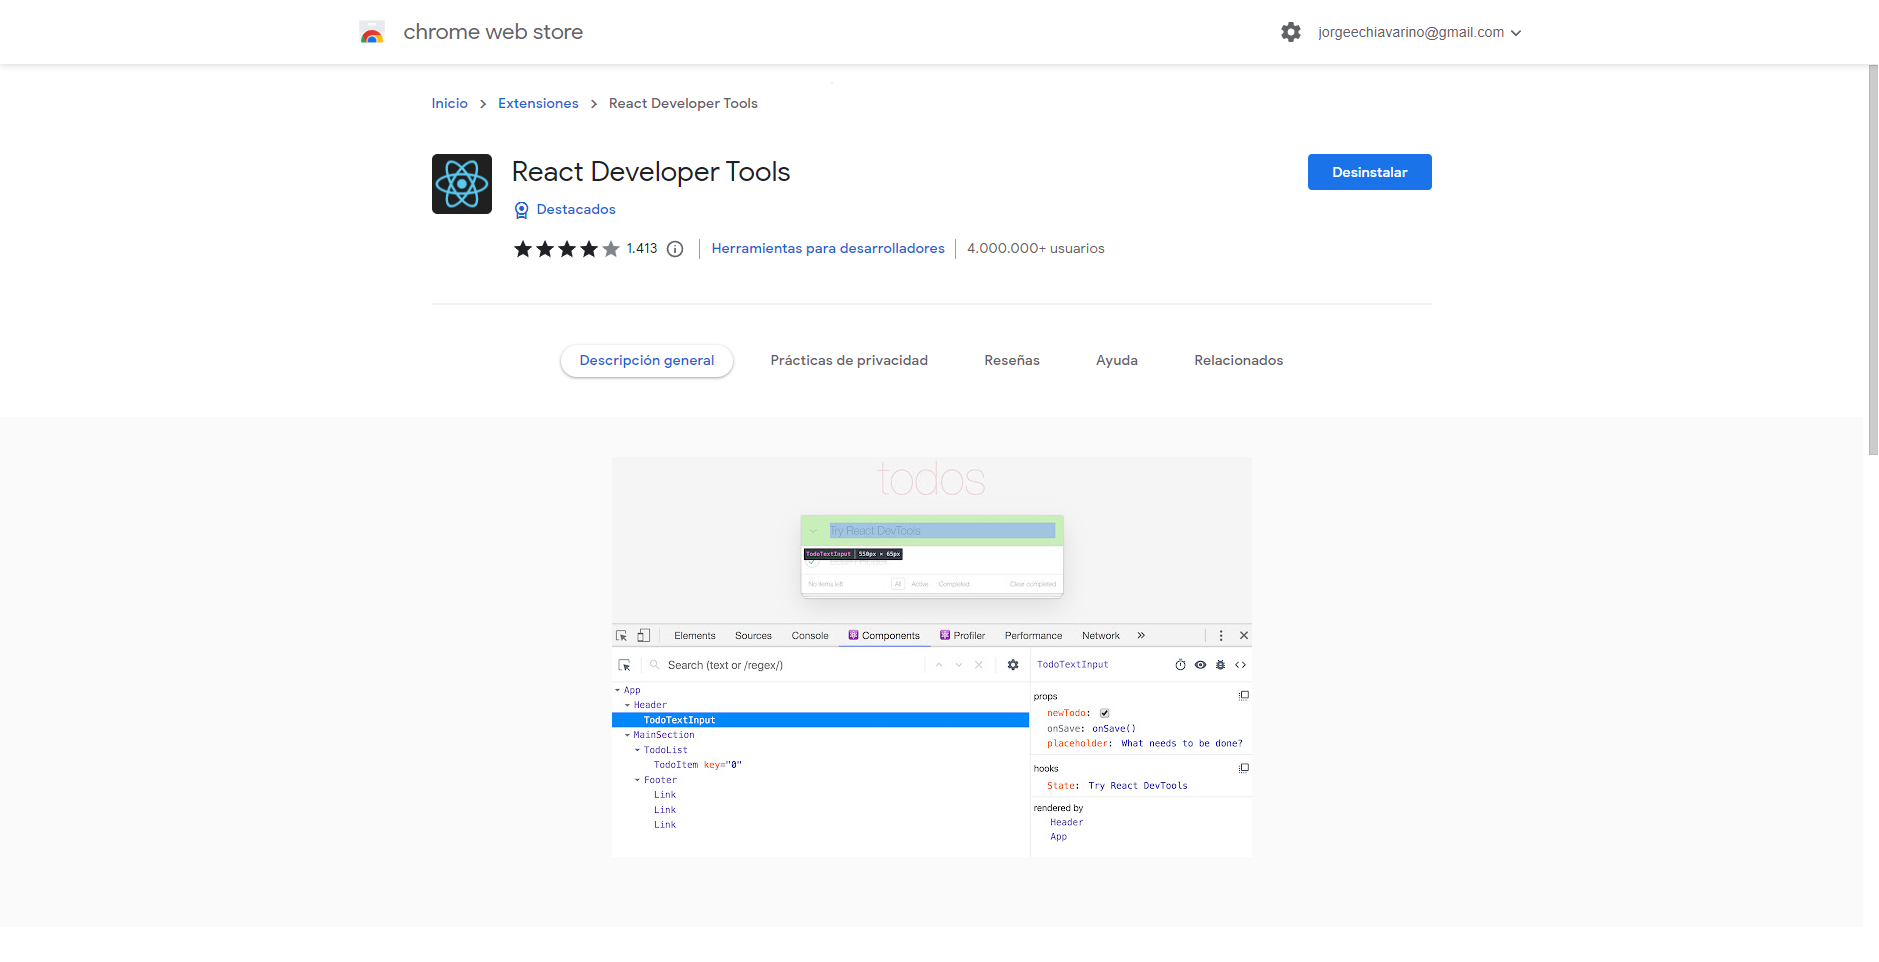 chrome web store
jorgeechiavarino@gmail.com
Inicio > Extensiones > React Developer Tools
React Developer Tools
Desinstalar
Destacados
1.413
Herramientas para desarrolladores
4.000.000+ usuarios
Descripción general
Prácticas de privacidad
Reseñas
Ayuda
Relacionados
todos
Try React DevTools
TodoTextInput | 550px × 65px
No items left
All
Active
Completed
Clear completed
Elements
Sources
Console
Components
Profiler
Performance
Network
»
Search (text or /regex/)
TodoTextInput
App
Header
TodoTextInput
MainSection
TodoList
TodoItem key="0"
Footer
Link
Link
Link
props
newTodo:
onSave: onSave()
placeholder: What needs to be done?
hooks
State: Try React DevTools
rendered by
Header
App